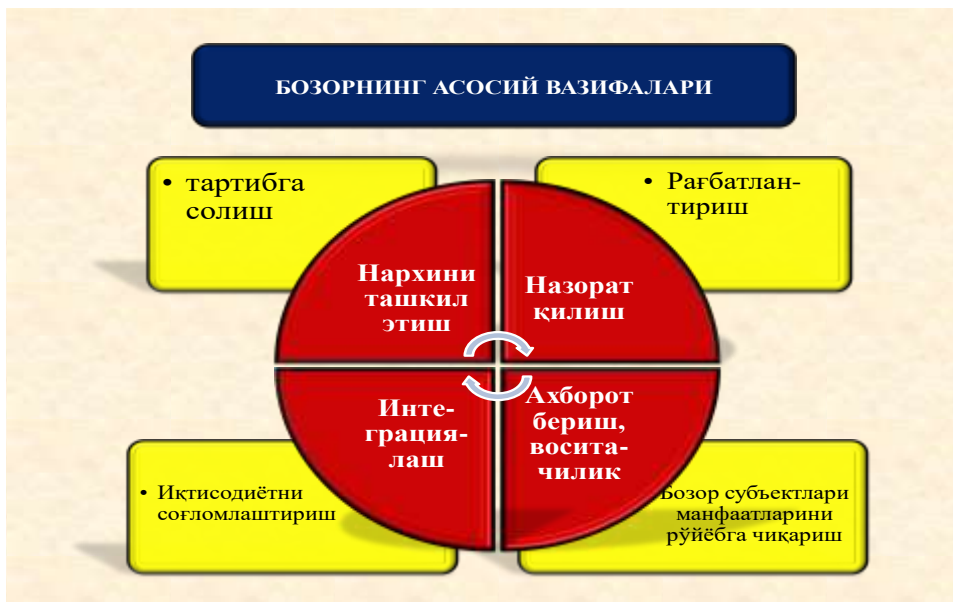 БОЗОРНИНГ АСОСИЙ ВАЗИФАЛАРИ
• тартибга
солиш
• Рағбатлан-
тириш
Нархини
ташкил
этиш
Назорат
қилиш
Инте-
грация-
лаш
Ахборот
бериш,
восита-
чилик
• Иқтисодиётни
соғломлаштириш
Бозор субъектлари
манфаатларини
рўйёбга чиқариш